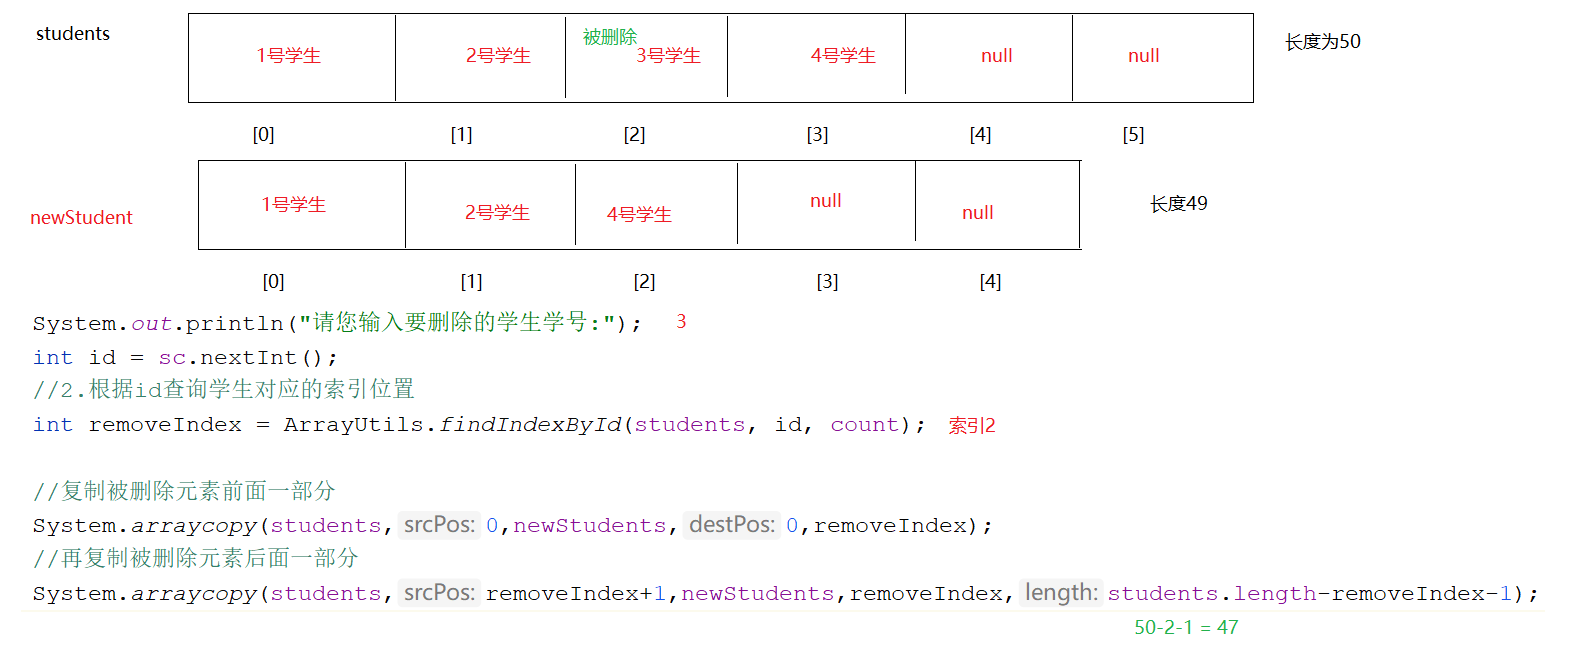 students
1号学生 2号学生 被删除 3号学生 4号学生 null null
长度为50
[0] [1] [2] [3] [4] [5]
newStudent
1号学生 2号学生 4号学生 null null
长度49
[0] [1] [2] [3] [4]
System.out.println("请您输入要删除的学生学号:"); 3
int id = sc.nextInt();
//2.根据id查询学生对应的索引位置
int removeIndex = ArrayUtils.findIndexById(students, id, count); 索引2
//复制被删除元素前面一部分
System.arraycopy(students, srcPos: 0,newStudents, destPos: 0,removeIndex);
//再复制被删除元素后面一部分
System.arraycopy(students, srcPos: removeIndex+1,newStudents,removeIndex, length: students.length-removeIndex-1);
50-2-1 = 47